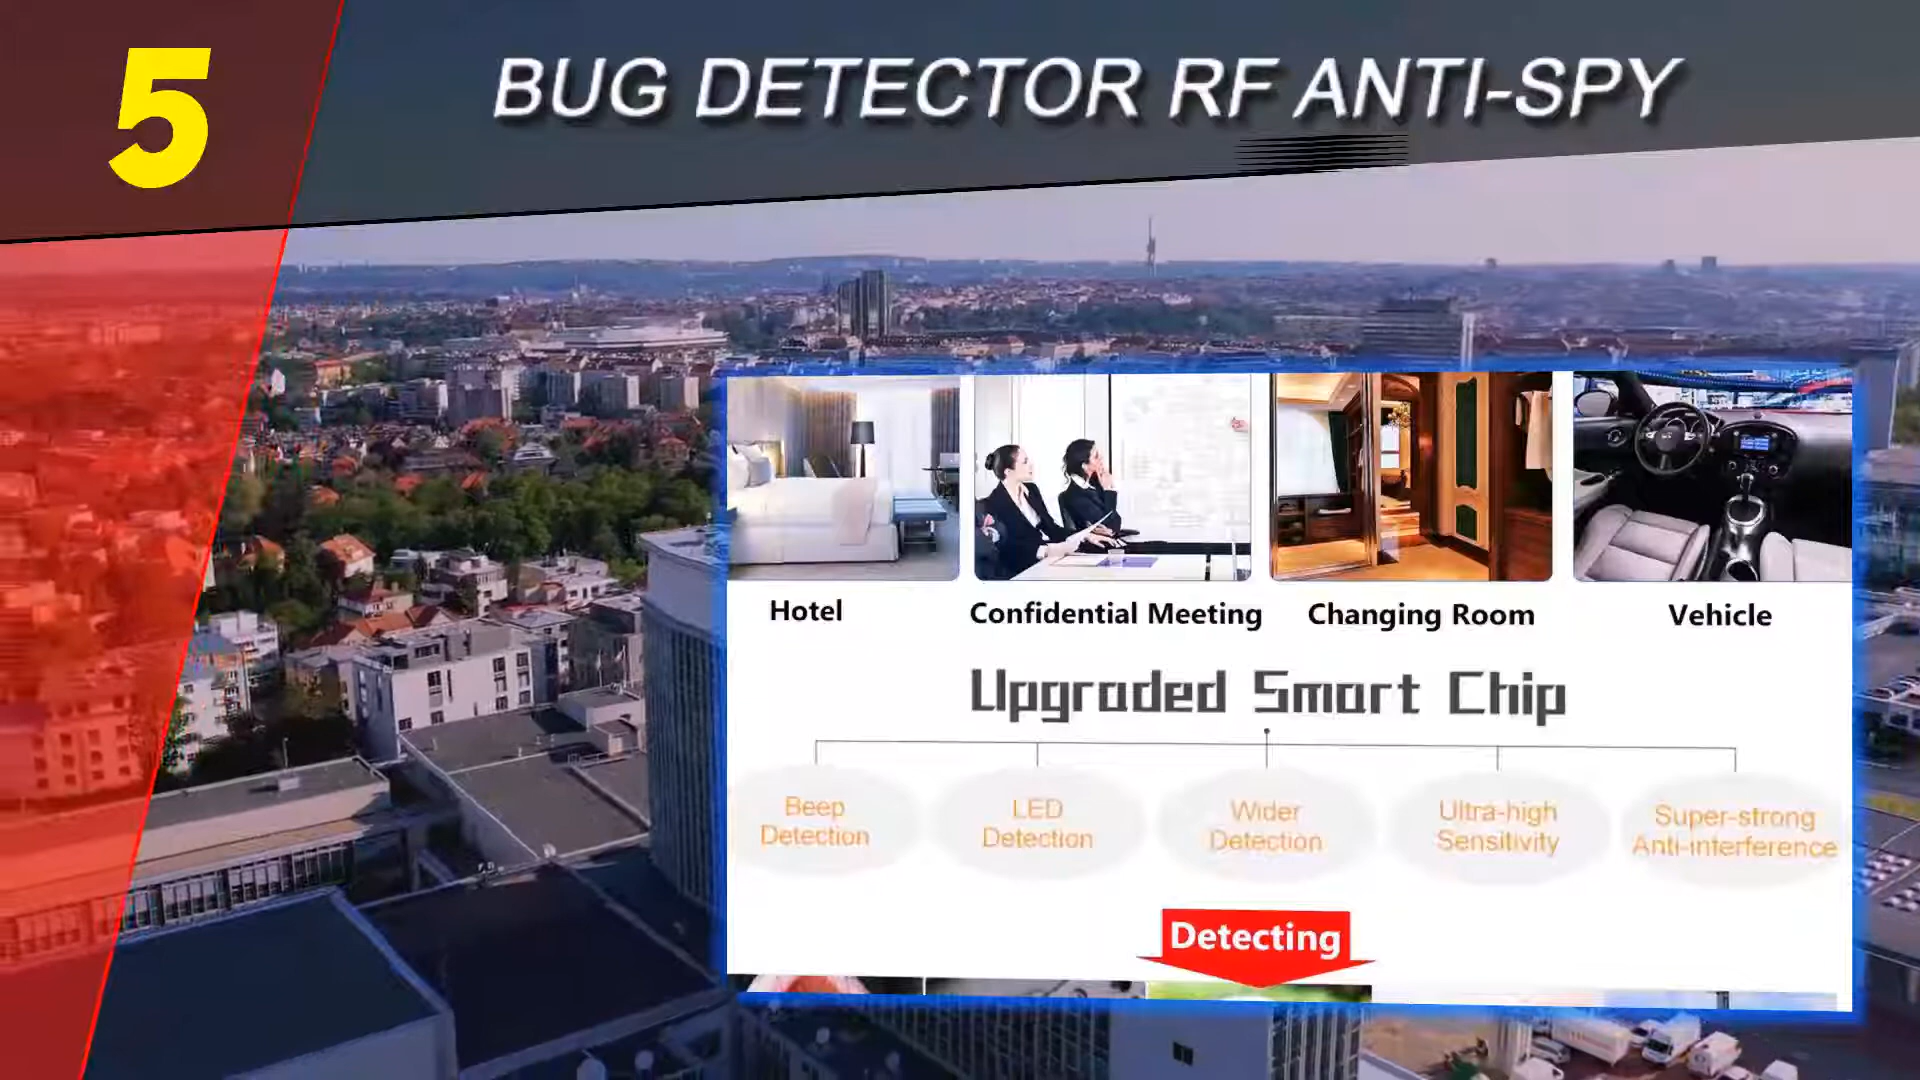 5
BUG DETECTOR RF ANTI-SPY
Hotel
Confidential Meeting
Changing Room
Vehicle
Upgraded Smart Chip
Beep
Detection
LED
Detection
Wider
Detection
Ultra-high
Sensitivity
Super-strong
Anti-interference
Detecting